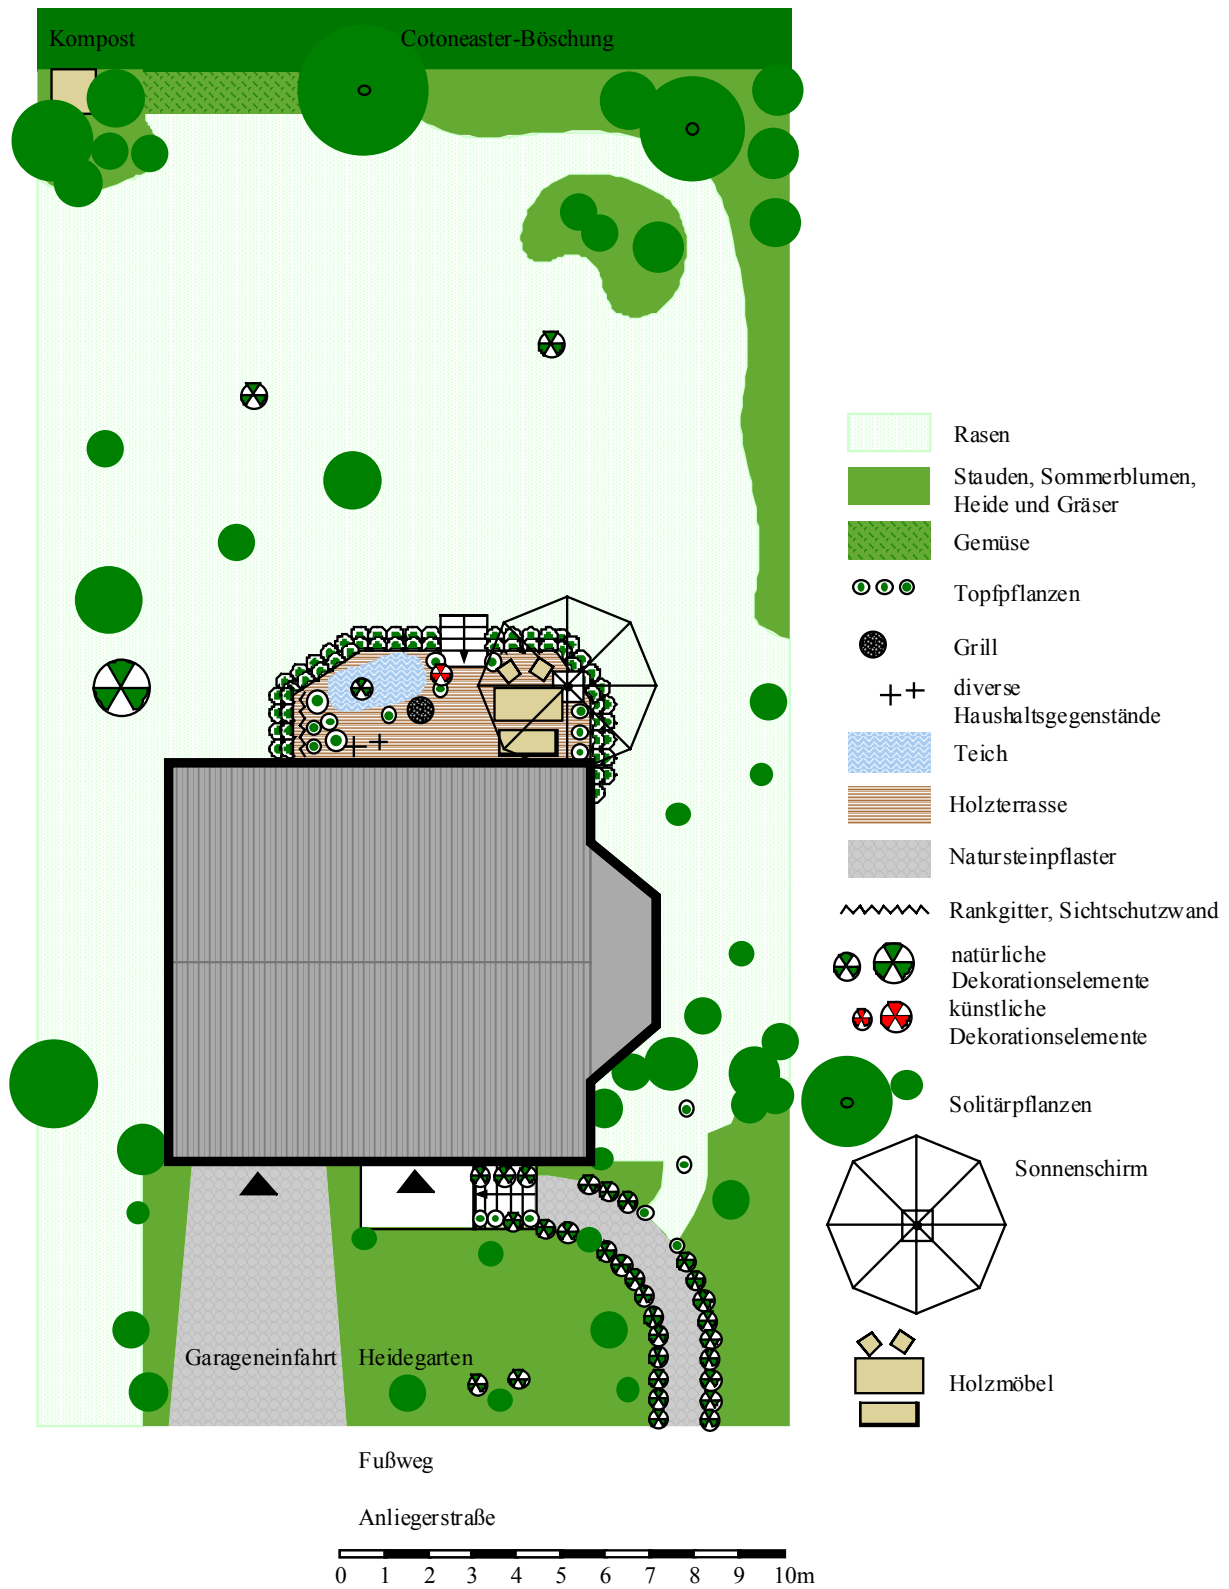 Kompost
Cotoneaster-Böschung
Rasen
Stauden, Sommerblumen,
Heide und Gräser
Gemüse
Topfpflanzen
Grill
diverse
Haushaltsgegenstände
Teich
Holzterrasse
Natursteinpflaster
Rankgitter, Sichtschutzwand
natürliche
Dekorationselemente
künstliche
Dekorationselemente
Solitärpflanzen
Sonnenschirm
Holzmöbel
Garageneinfahrt
Heidegarten
Fußweg
Anliegerstraße
0 1 2 3 4 5 6 7 8 9 10m